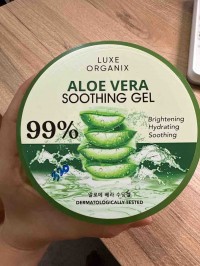 LUXE
ORGANIX
ALOE VERA
SOOTHING GEL
99%
Brightening
Hydrating
Soothing
DERMATOLOGICALLY TESTED